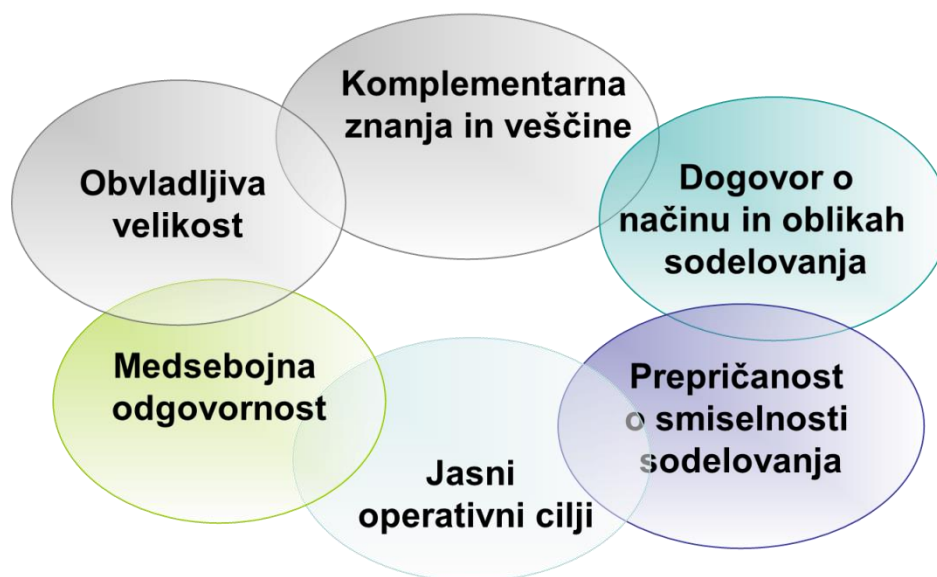 Komplementarna
znanja in veščine
Obvladljiva
velikost
Dogovor o
načinu in oblikah
sodelovanja
Medsebojna
odgovornost
Prepričanost
o smiselnosti
sodelovanja
Jasni
operativni cilji